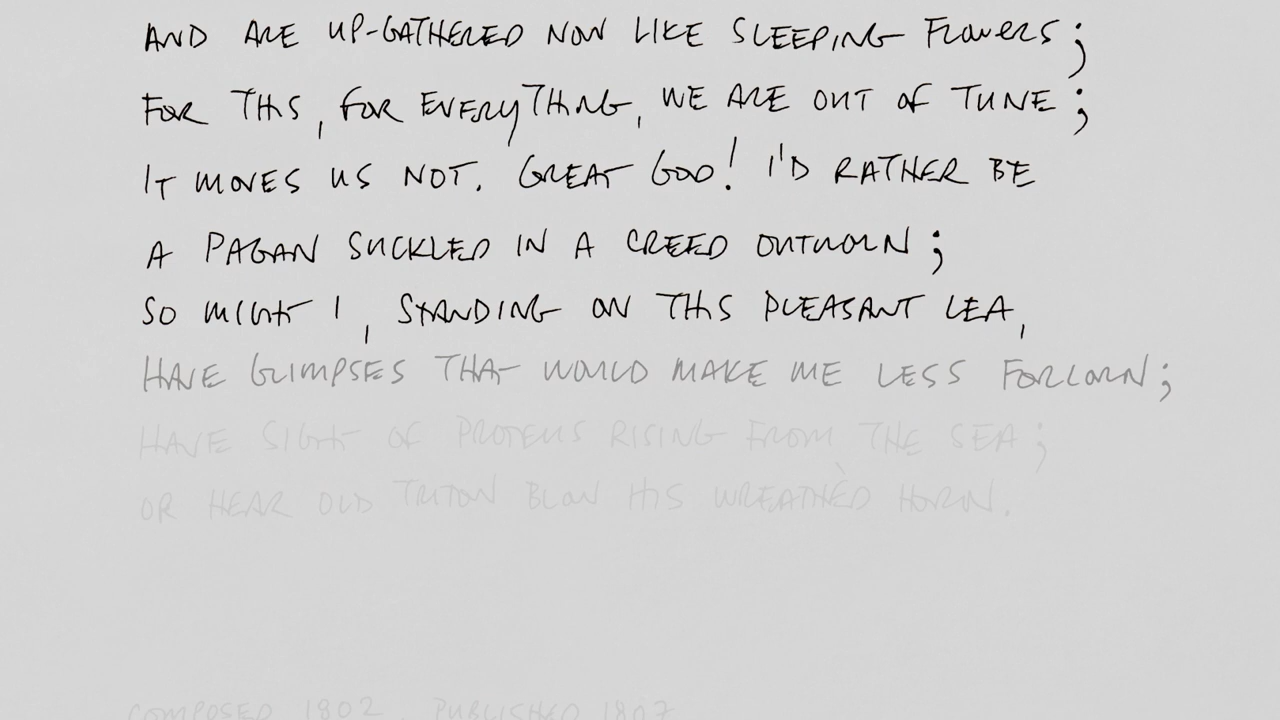 AND ARE UP-GATHERED NOW LIKE SLEEPING FLOWERS;
FOR THIS, FOR EVERYTHING, WE ARE OUT OF TUNE;
IT MOVES US NOT. GREAT GOD! I'D RATHER BE
A PAGAN SUCKLED IN A CREED OUTWORN;
SO MIGHT I, STANDING ON THIS PLEASANT LEA,
HAVE GLIMPSES THAT WOULD MAKE ME LESS FORLORN;
HAVE SIGHT OF PROTEUS RISING FROM THE SEA;
OR HEAR OLD TRITON BLOW HIS WREATHÈD HORN.
COMPOSED 1802, PUBLISHED 1807